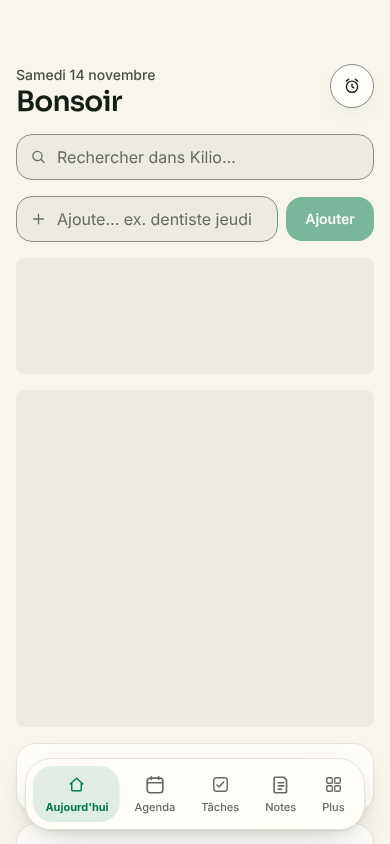 Samedi 14 novembre
Bonsoir
Rechercher dans Kilio...
Ajoute... ex. dentiste jeudi
Ajouter
Aujourd'hui
Agenda
Tâches
Notes
Plus